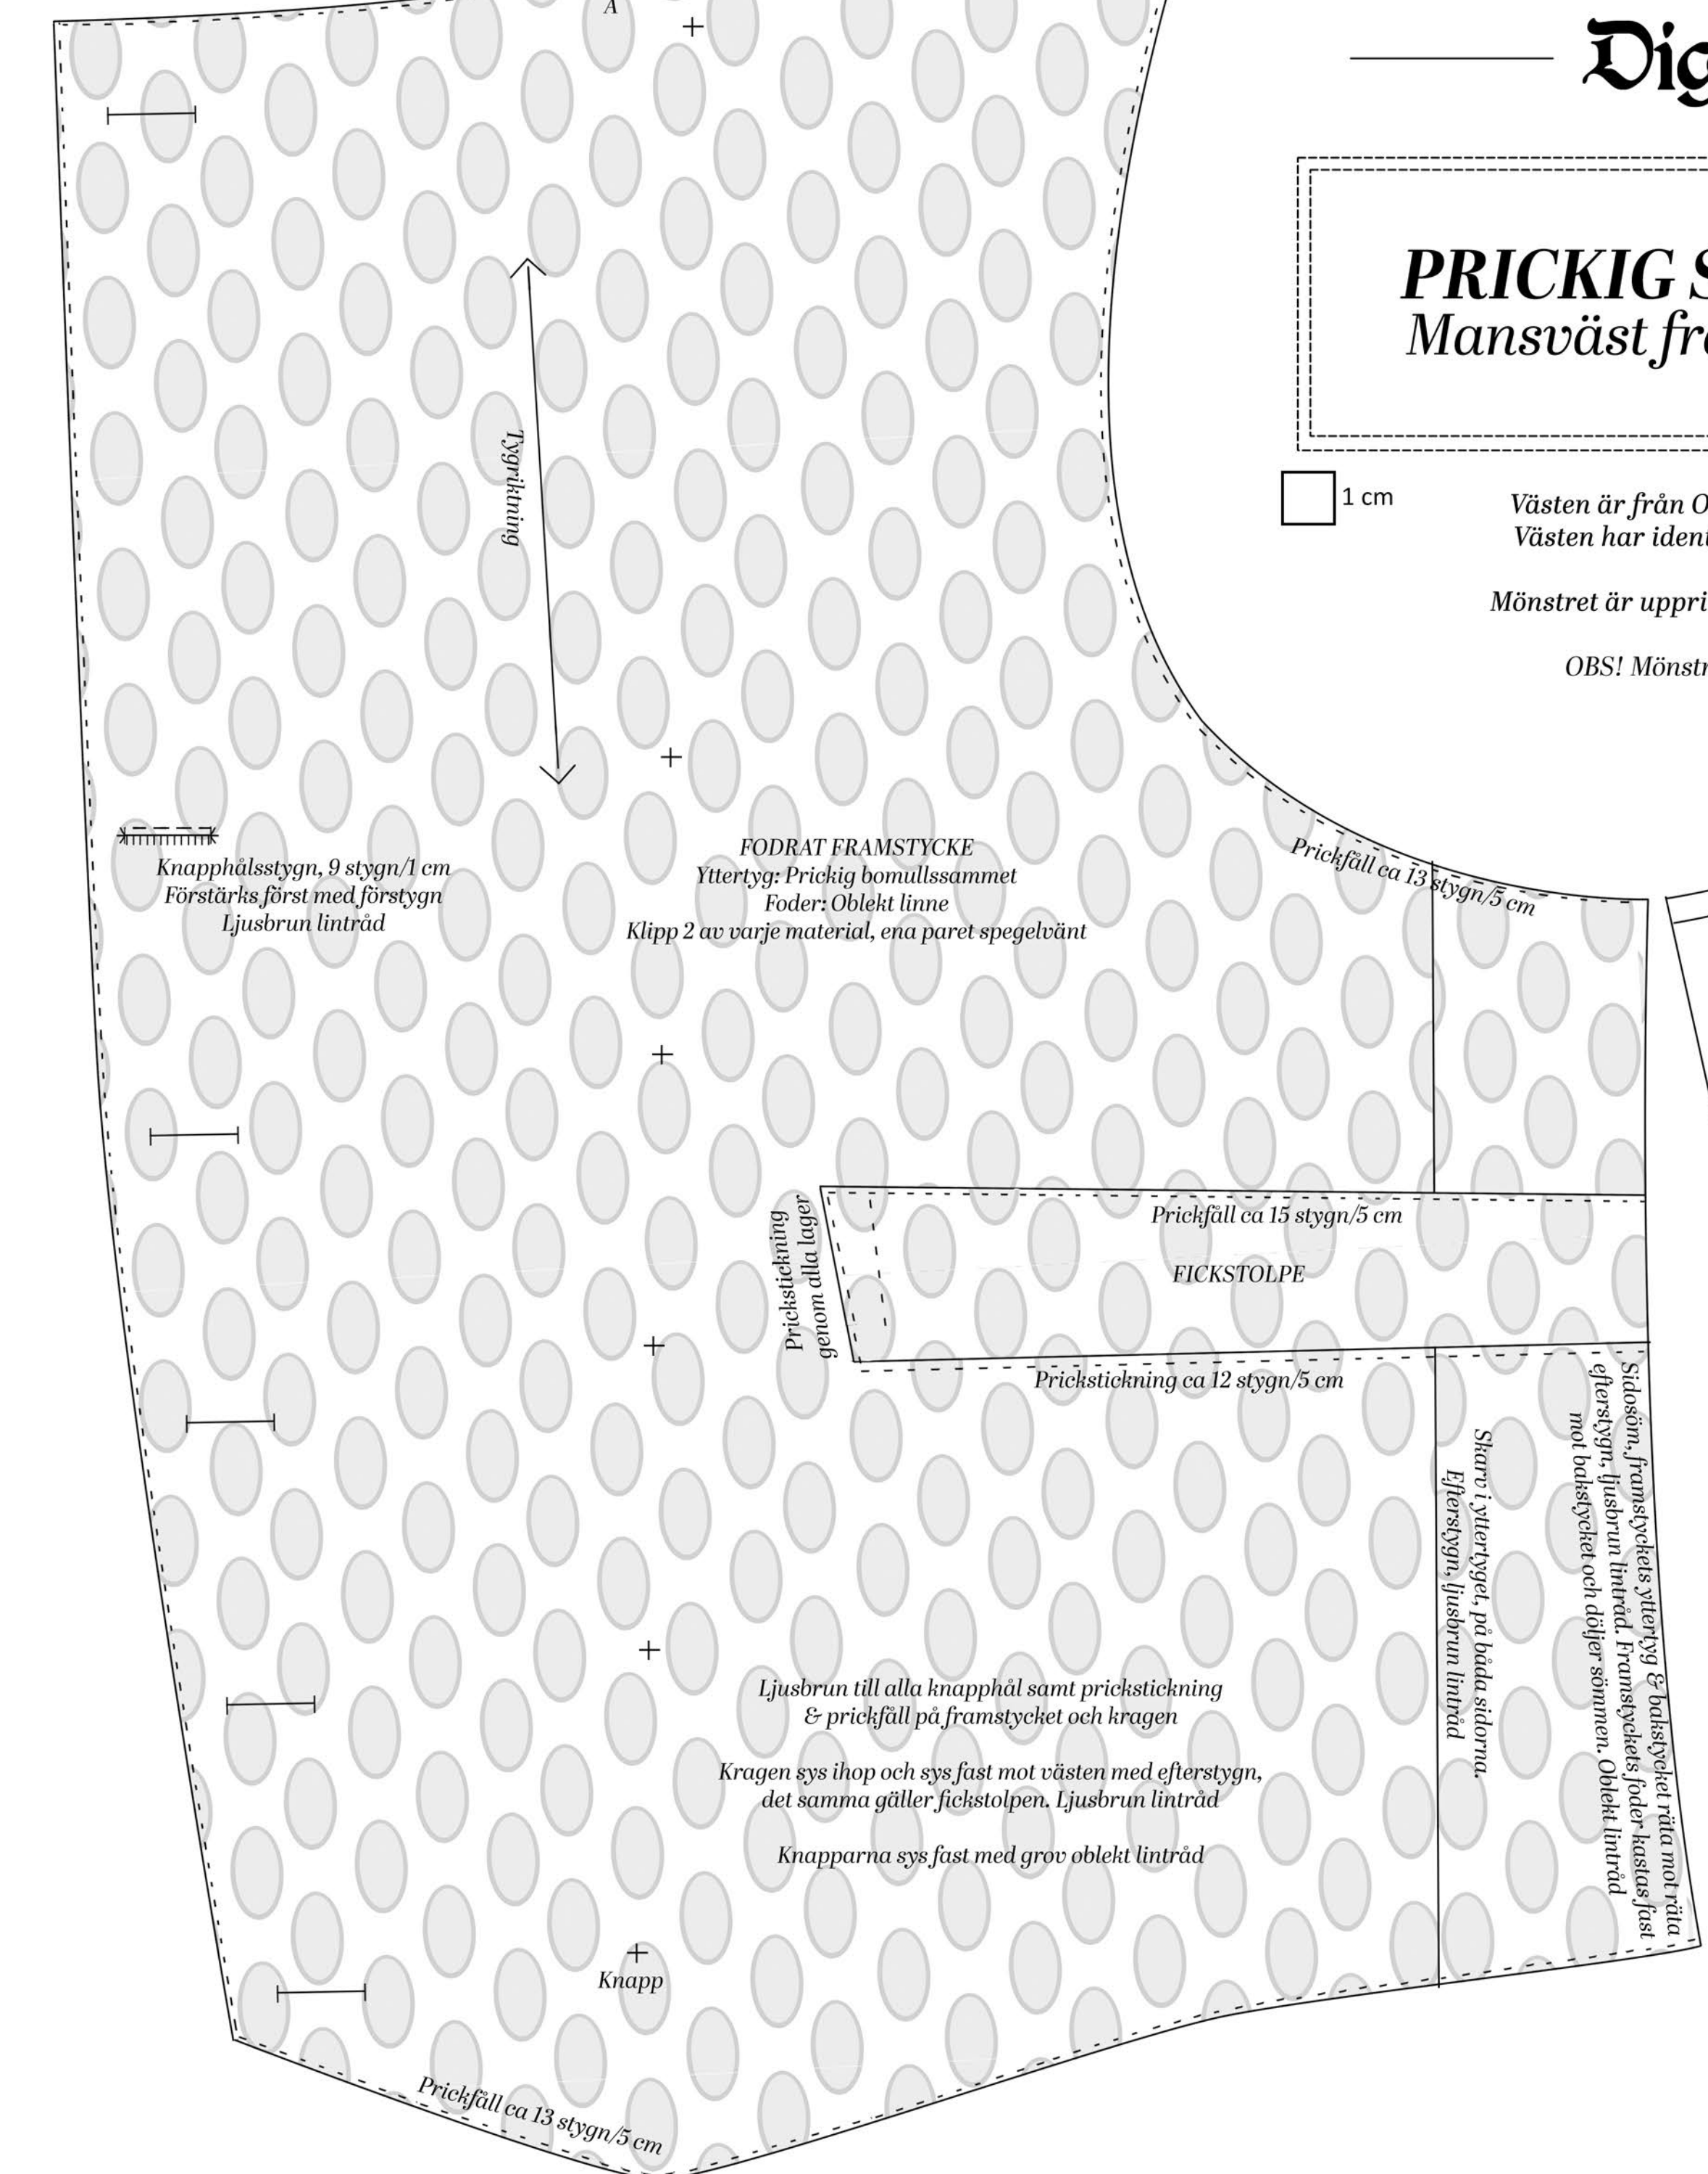 A
Dig
PRICKIG S
Mansväst fr
1 cm
Västen är från O
Västen har ident
Mönstret är uppri
OBS! Mönstr
Tygriktning
Knapphålsstygn, 9 stygn/1 cm
Förstärks först med förstygn
Ljusbrun lintråd
FODRAT FRAMSTYCKE
Yttertyg: Prickig bomullssammet
Foder: Oblekt linne
Klipp 2 av varje material, ena paret spegelvänt
Prickfåll ca 13 stygn/5 cm
Prickstickning
genom alla lager
Prickfåll ca 15 stygn/5 cm
FICKSTOLPE
Prickstickning ca 12 stygn/5 cm
Skarv i yttertyget, på båda sidorna.
Efterstygn, ljusbrun lintråd
Sidosöm, framstyckets yttertyg & bakstycket räta mot räta
efterstygn, ljusbrun lintråd. Framstyckets foder kastas fast
mot bakstycket och döljer sömmen. Oblekt lintråd
Ljusbrun till alla knapphål samt prickstickning
& prickfåll på framstycket och kragen
Kragen sys ihop och sys fast mot västen med efterstygn,
det samma gäller fickstolpen. Ljusbrun lintråd
Knapparna sys fast med grov oblekt lintråd
Knapp
Prickfåll ca 13 stygn/5 cm